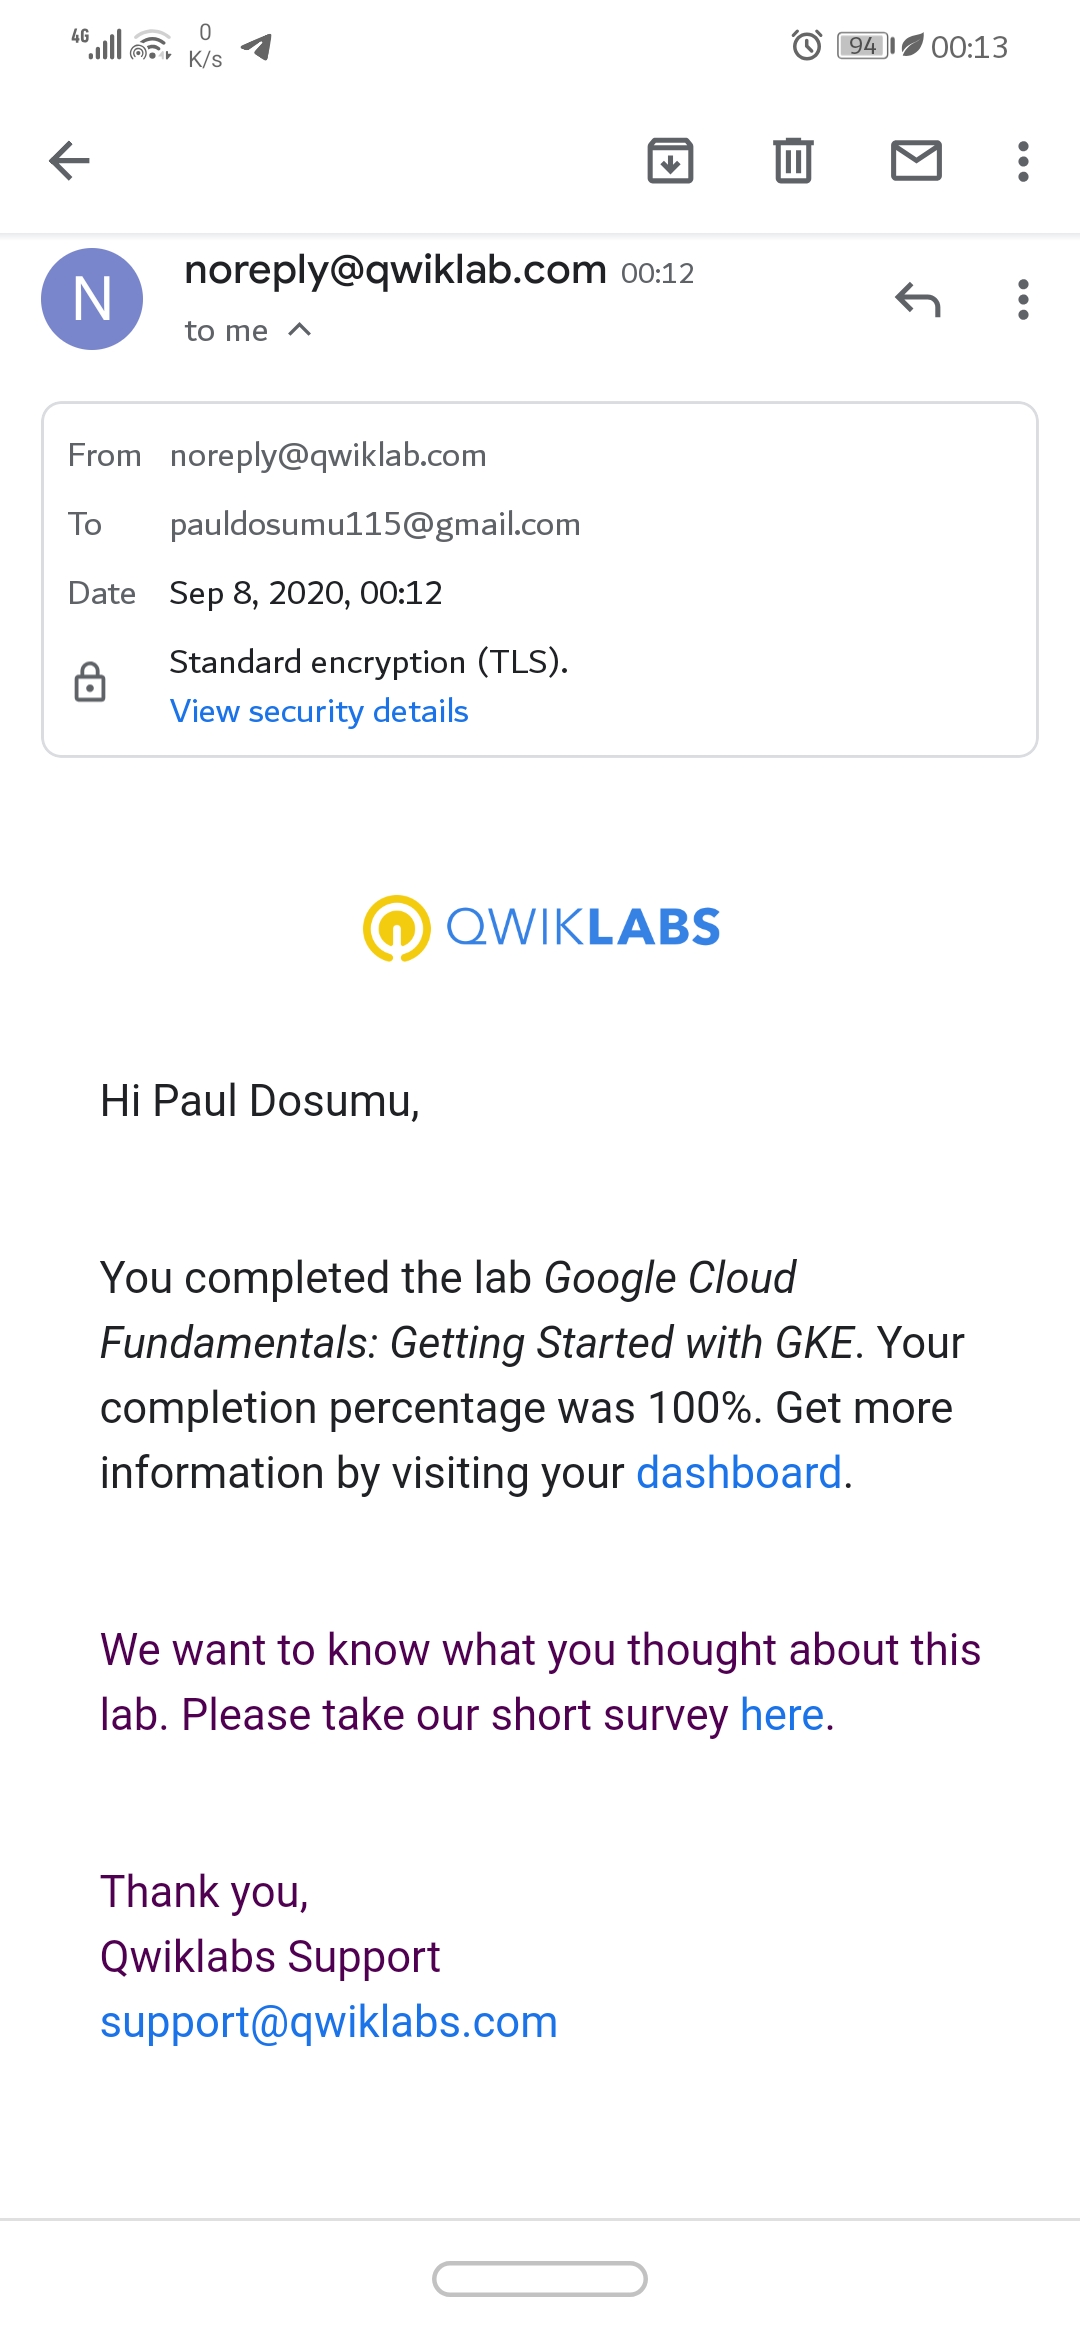 4G 0 K/s 94 00:13
N noreply@qwiklab.com 00:12
to me
From noreply@qwiklab.com
To pauldosumu115@gmail.com
Date Sep 8, 2020, 00:12
Standard encryption (TLS).
View security details
QWIKLABS
Hi Paul Dosumu,
You completed the lab Google Cloud
Fundamentals: Getting Started with GKE. Your
completion percentage was 100%. Get more
information by visiting your dashboard.
We want to know what you thought about this
lab. Please take our short survey here.
Thank you,
Qwiklabs Support
support@qwiklabs.com